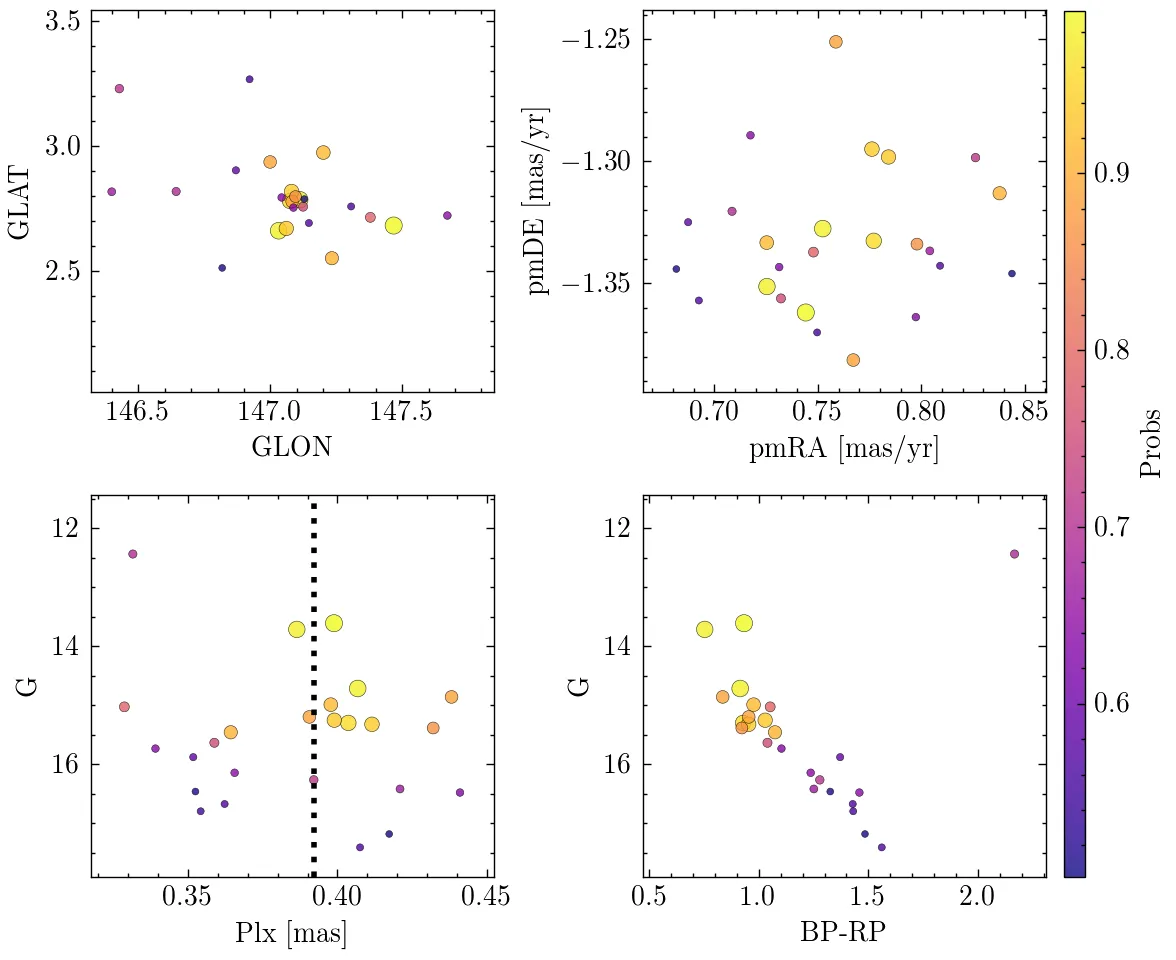 3.5
3.0
2.5
GLAT
146.5 147.0 147.5
GLON
−1.25
−1.30
−1.35
pmDE [mas/yr]
0.70 0.75 0.80 0.85
pmRA [mas/yr]
12
14
16
G
0.35 0.40 0.45
Plx [mas]
12
14
16
G
0.5 1.0 1.5 2.0
BP-RP
0.9
0.8
0.7
0.6
Probs